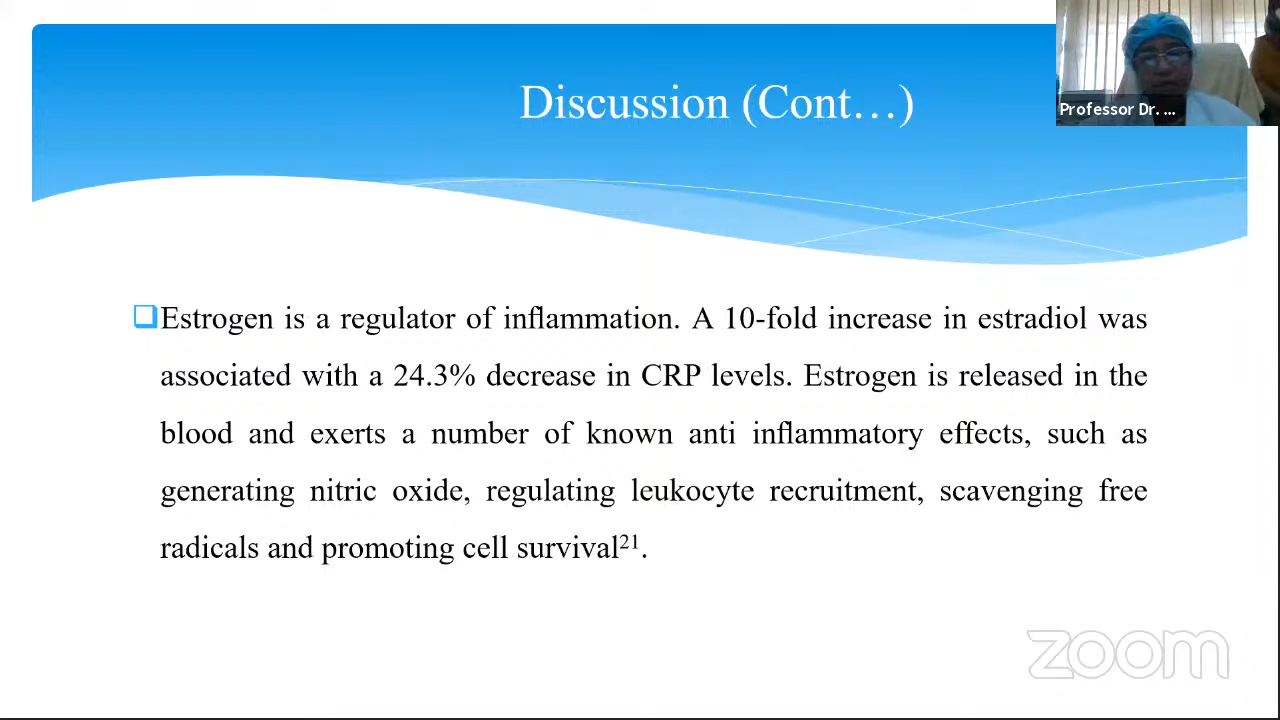 Discussion (Cont…)
Professor Dr. ...
Estrogen is a regulator of inflammation. A 10-fold increase in estradiol was
associated with a 24.3% decrease in CRP levels. Estrogen is released in the
blood and exerts a number of known anti inflammatory effects, such as
generating nitric oxide, regulating leukocyte recruitment, scavenging free
radicals and promoting cell survival²¹.
zoom